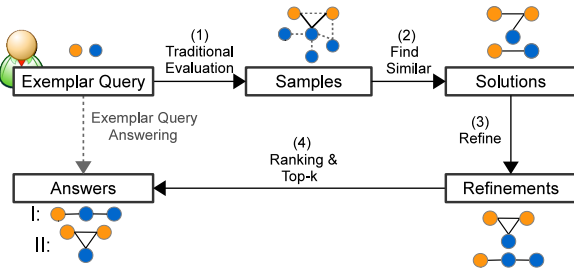 (1)
Traditional
Evaluation
(2)
Find
Similar
Exemplar Query
Samples
Solutions
Exemplar Query
Answering
(3)
Refine
(4)
Ranking &
Top-k
Answers
Refinements
I:
II: